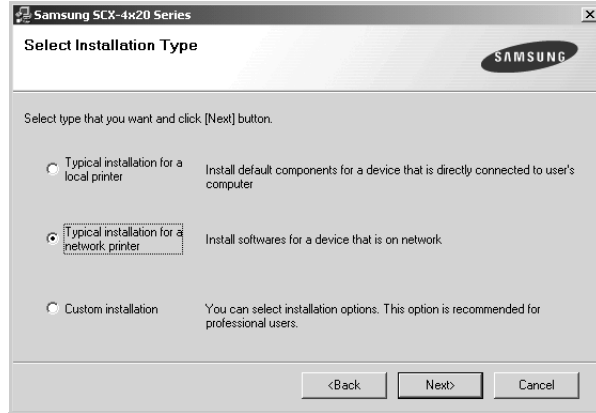 Samsung SCX-4x20 Series
Select Installation Type
SAMSUNG
Select type that you want and click [Next] button.
Typical installation for a
local printer
Install default components for a device that is directly connected to user's
computer
Typical installation for a
network printer
Install softwares for a device that is on network
Custom installation
You can select installation options. This option is recommended for
professional users.
<Back
Next>
Cancel